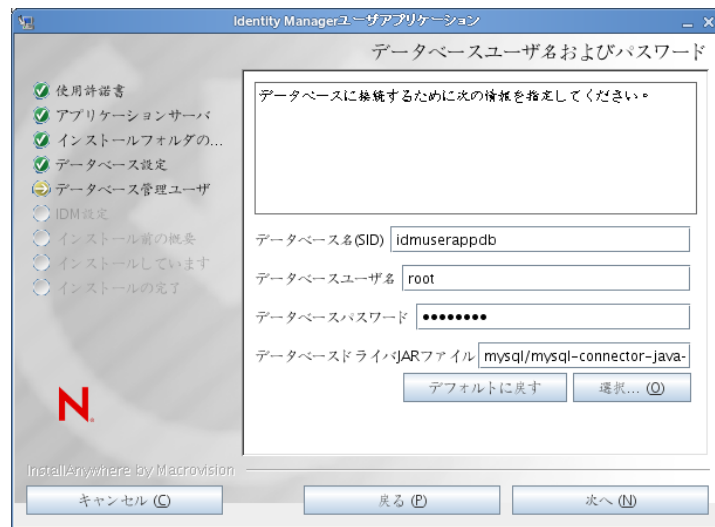 Identity Managerユーザアプリケーション
データベースユーザ名およびパスワード
使用許諾書
アプリケーションサーバ
インストールフォルダの...
データベース設定
データベース管理ユーザ
IDM設定
インストール前の概要
インストールしています
インストールの完了
データベースに接続するために次の情報を指定してください。
データベース名(SID) idmuserappdb
データベースユーザ名 root
データベースパスワード ••••••••
データベースドライバJARファイル mysql/mysql-connector-java-
デフォルトに戻す 選択... (O)
N
InstallAnywhere by Macrovision
キャンセル (C) 戻る (P) 次へ (N)